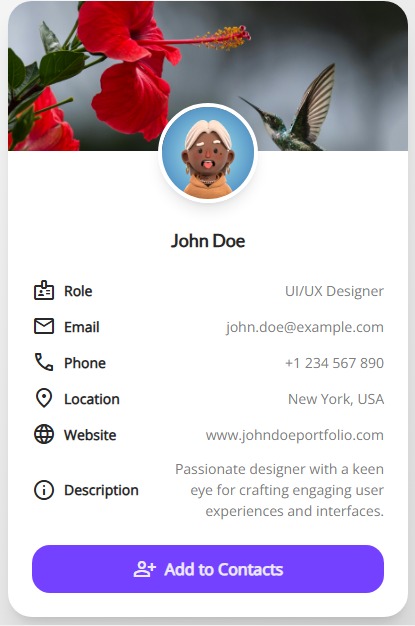 John Doe
Role UI/UX Designer
Email john.doe@example.com
Phone +1 234 567 890
Location New York, USA
Website www.johndoeportfolio.com
Passionate designer with a keen
Description eye for crafting engaging user
experiences and interfaces.
Add to Contacts